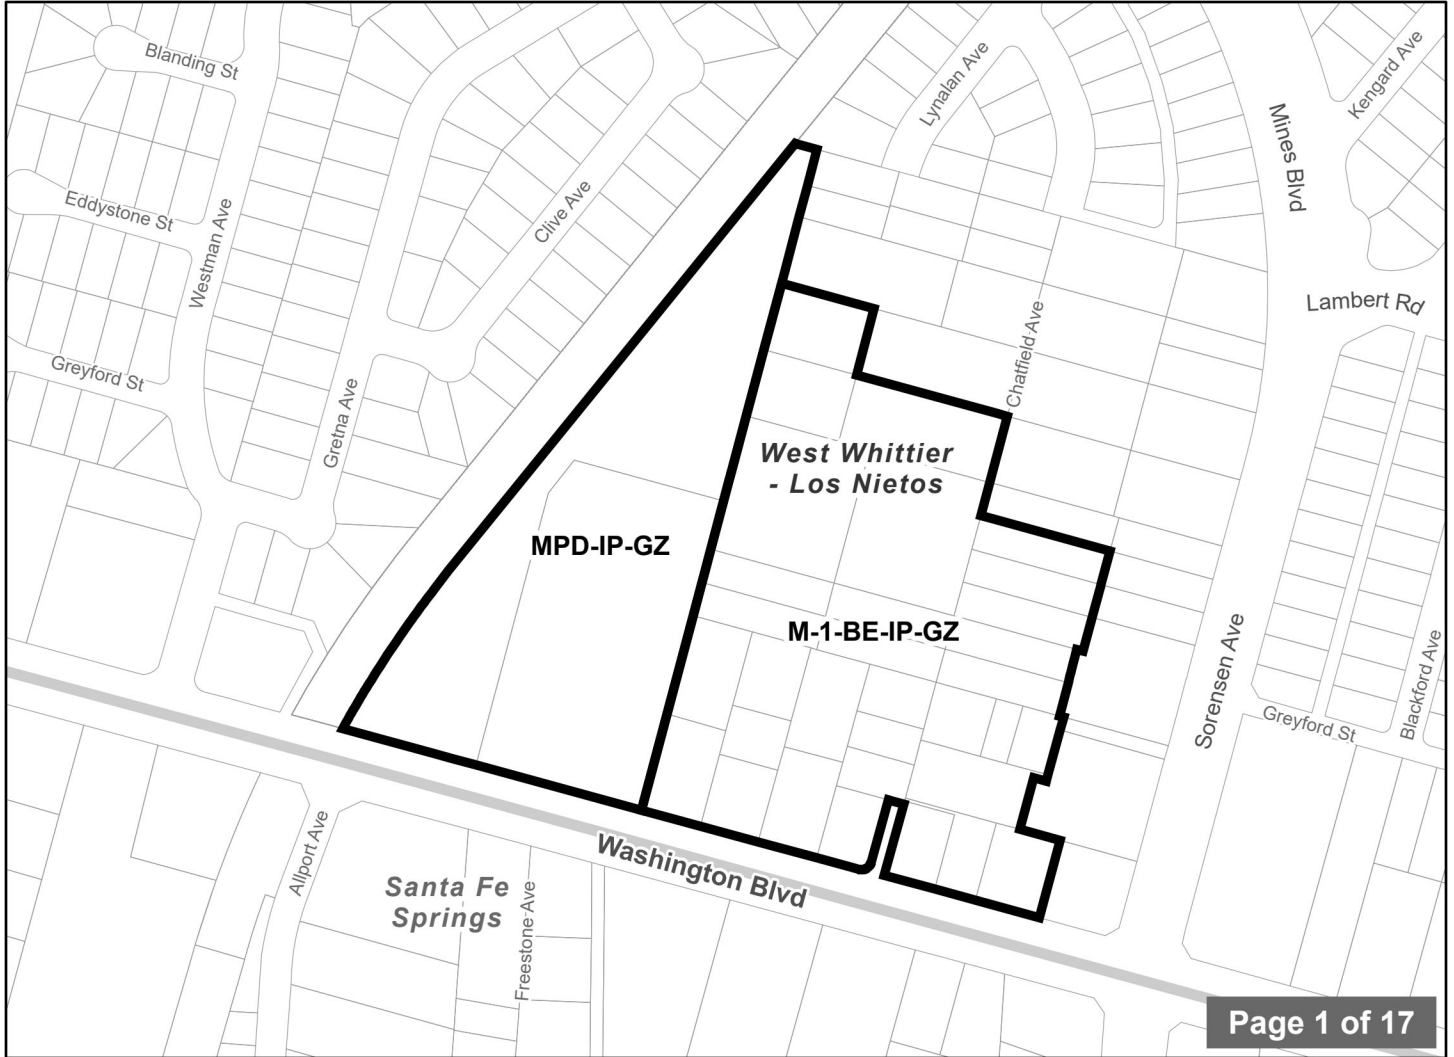 Blanding St
Lynalan Ave
Kengard Ave
Mines Blvd
Eddystone St
Westman Ave
Clive Ave
Lambert Rd
Chatfield Ave
Greyford St
Gretna Ave
West Whittier
- Los Nietos
MPD-IP-GZ
M-1-BE-IP-GZ
Sorensen Ave
Blackford Ave
Greyford St
Allport Ave
Washington Blvd
Santa Fe
Springs
Freestone Ave
Page 1 of 17